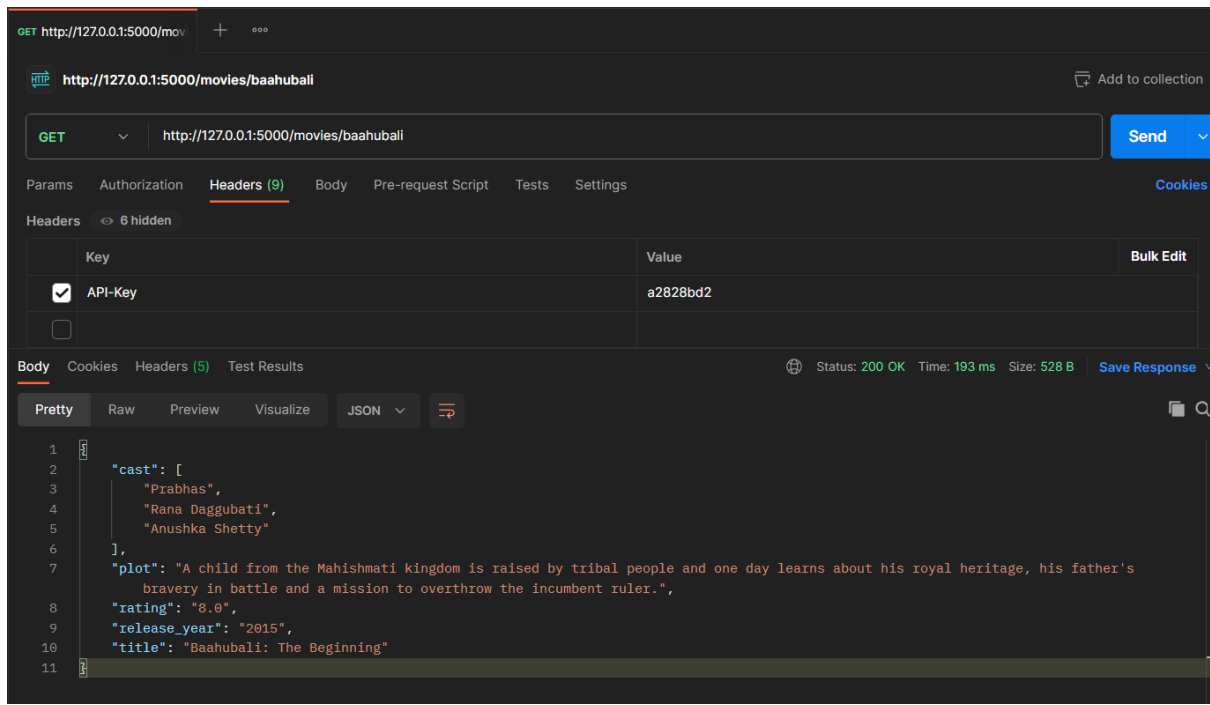 GET http://127.0.0.1:5000/mov
HTTP http://127.0.0.1:5000/movies/baahubali Add to collection
GET http://127.0.0.1:5000/movies/baahubali Send
Params Authorization Headers (9) Body Pre-request Script Tests Settings Cookies
Headers 6 hidden
Key Value Bulk Edit
API-Key a2828bd2
Body Cookies Headers (5) Test Results Status: 200 OK Time: 193 ms Size: 528 B Save Response
Pretty Raw Preview Visualize JSON
1 {
2 "cast": [
3 "Prabhas",
4 "Rana Daggubati",
5 "Anushka Shetty"
6 ],
7 "plot": "A child from the Mahishmati kingdom is raised by tribal people and one day learns about his royal heritage, his father's
bravery in battle and a mission to overthrow the incumbent ruler.",
8 "rating": "8.0",
9 "release_year": "2015",
10 "title": "Baahubali: The Beginning"
11 }